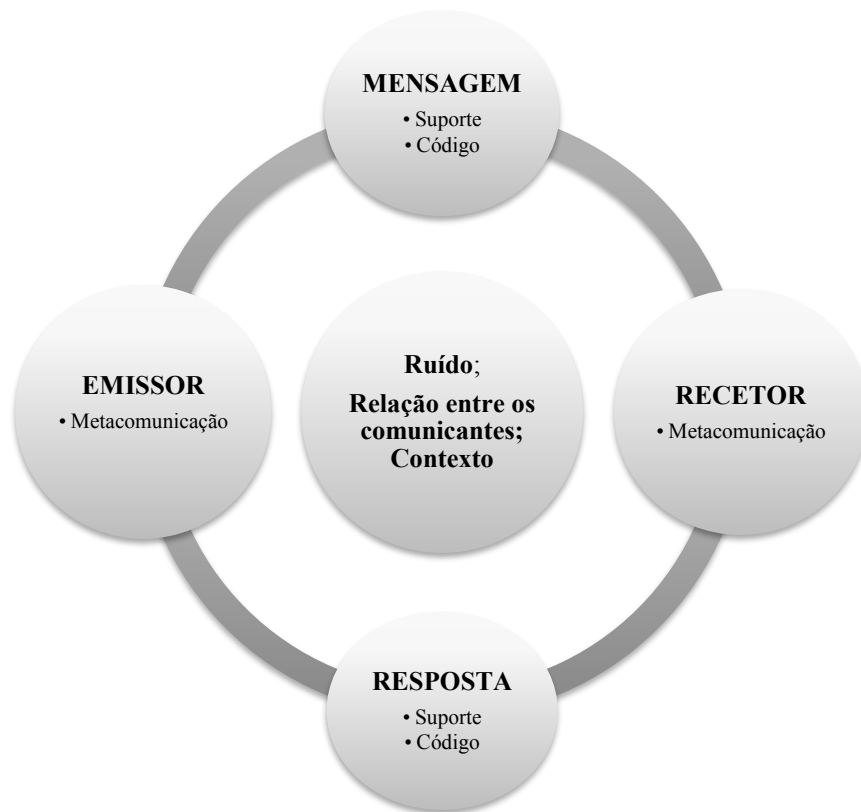 MENSAGEM
• Suporte
• Código
EMISSOR
• Metacomunicação
Ruído;
Relação entre os
comunicantes;
Contexto
RECETOR
• Metacomunicação
RESPOSTA
• Suporte
• Código